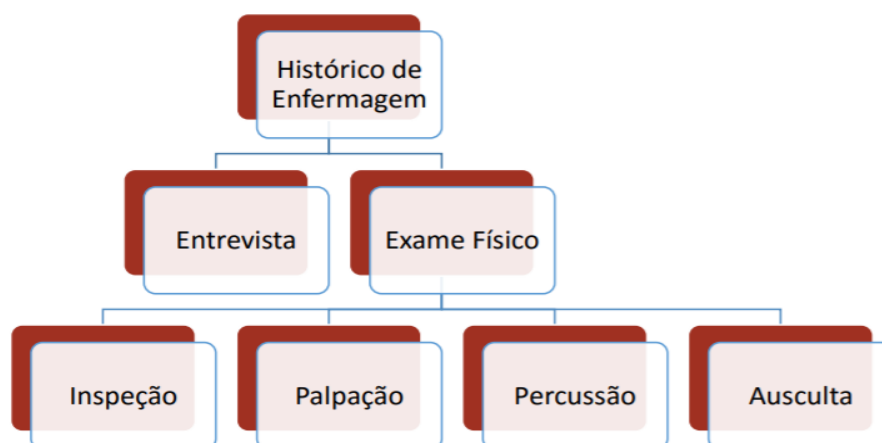 Histórico de
Enfermagem
Entrevista
Exame Físico
Inspeção
Palpação
Percussão
Ausculta